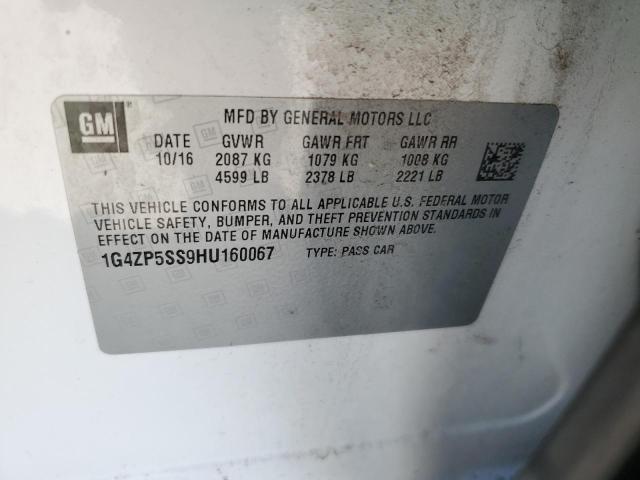 GM
MFD BY GENERAL MOTORS LLC
DATE GVWR GAWR FRT GAWR RR
10/16 2087 KG 1079 KG 1008 KG
4599 LB 2378 LB 2221 LB
THIS VEHICLE CONFORMS TO ALL APPLICABLE U.S. FEDERAL MOTOR
VEHICLE SAFETY, BUMPER, AND THEFT PREVENTION STANDARDS IN
EFFECT ON THE DATE OF MANUFACTURE SHOWN ABOVE.
1G4ZP5SS9HU160067 TYPE: PASS CAR